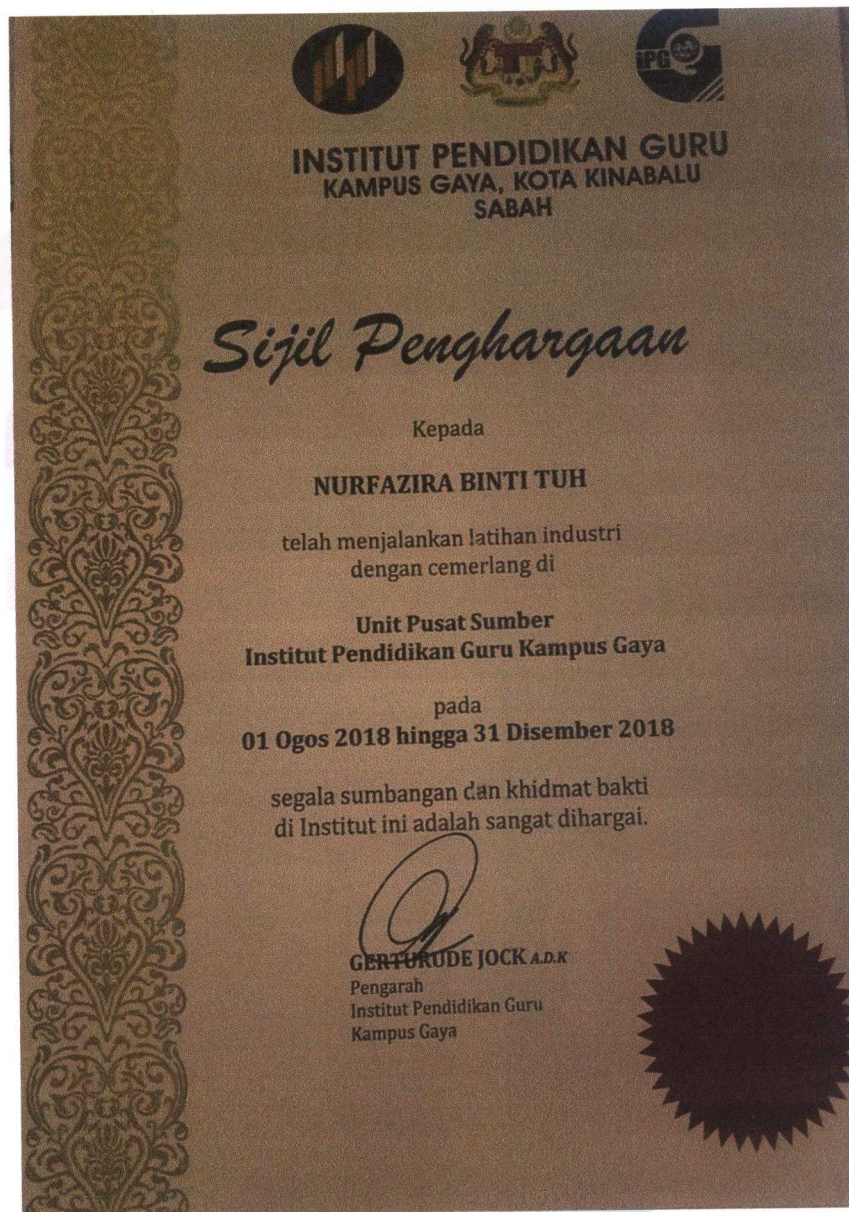 iPG
INSTITUT PENDIDIKAN GURU
KAMPUS GAYA, KOTA KINABALU
SABAH
Sijil Penghargaan
Kepada
NURFAZIRA BINTI TUH
telah menjalankan latihan industri
dengan cemerlang di
Unit Pusat Sumber
Institut Pendidikan Guru Kampus Gaya
pada
01 Ogos 2018 hingga 31 Disember 2018
segala sumbangan dan khidmat bakti
di Institut ini adalah sangat dihargai.
GERTURUDE JOCK A.D.K
Pengarah
Institut Pendidikan Guru
Kampus Gaya